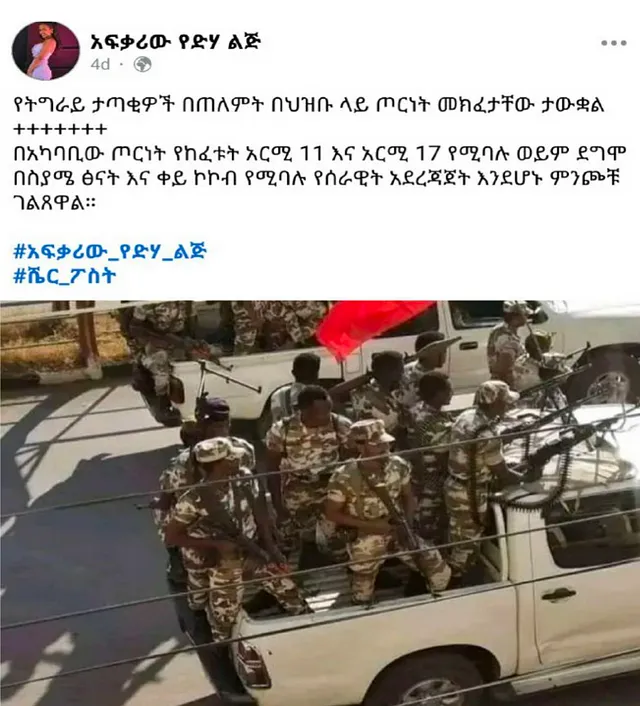 አፍቃሪው የድሃ ልጅ
4d ·
የትግራይ ታጣቂዎች በጠለምት በህዝቡ ላይ ጦርነት መክፈታቸው ታውቋል
+++++++
በአካባቢው ጦርነት የከፈቱት አርሚ 11 እና አርሚ 17 የሚባሉ ወይም ደግሞ
በስያሜ ፅናት እና ቀይ ኮኮብ የሚባሉ የሰራዊት አደረጃጀት እንደሆኑ ምንጮቹ
ገልጸዋል።
#አፍቃሪው_የድሃ_ልጅ
#ሼር_ፖስት